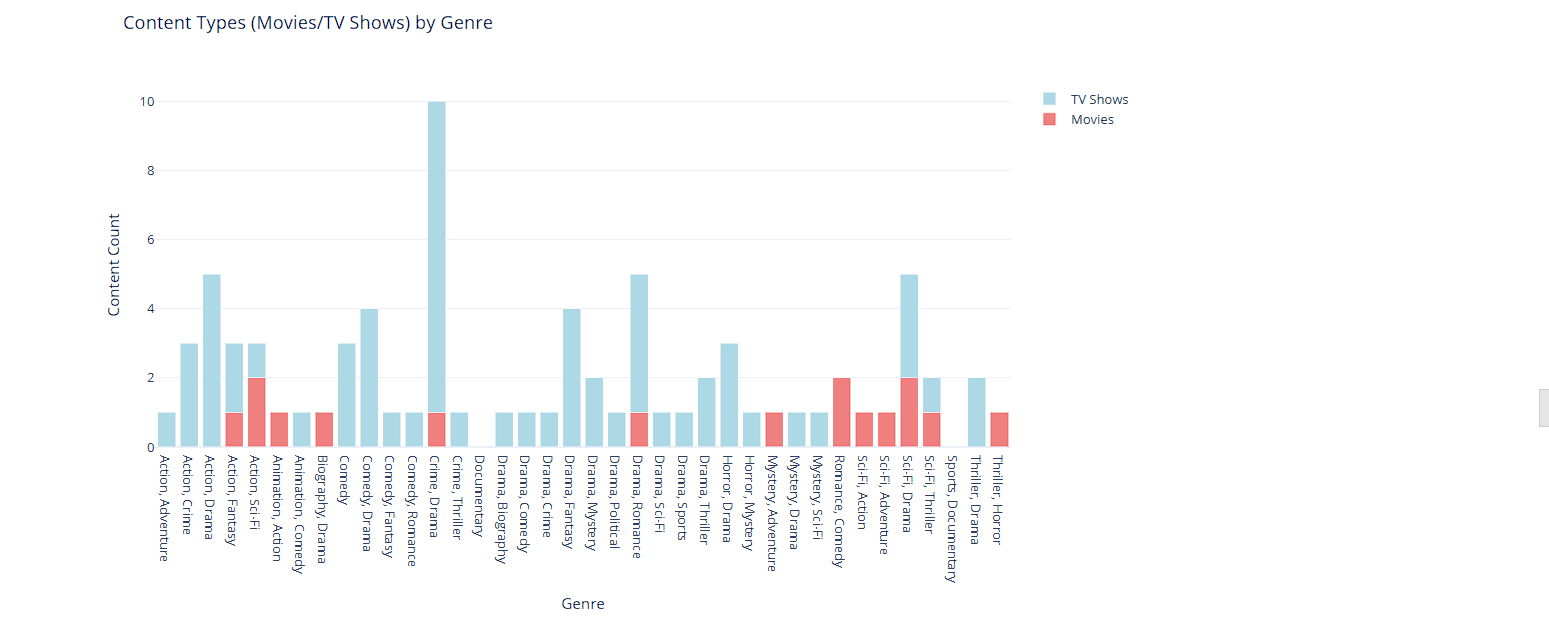 Content Types (Movies/TV Shows) by Genre
TV Shows
Movies
Content Count
10
8
6
4
2
0
Action, Adventure
Action, Crime
Action, Drama
Action, Fantasy
Action, Sci-Fi
Animation, Action
Animation, Comedy
Biography, Drama
Comedy
Comedy, Drama
Comedy, Fantasy
Comedy, Romance
Crime, Drama
Crime, Thriller
Documentary
Drama, Biography
Drama, Comedy
Drama, Crime
Drama, Fantasy
Drama, Mystery
Drama, Political
Drama, Romance
Drama, Sci-Fi
Drama, Sports
Drama, Thriller
Horror, Drama
Horror, Mystery
Mystery, Adventure
Mystery, Drama
Mystery, Sci-Fi
Romance, Comedy
Sci-Fi, Action
Sci-Fi, Adventure
Sci-Fi, Drama
Sci-Fi, Thriller
Sports, Documentary
Thriller, Drama
Thriller, Horror
Genre